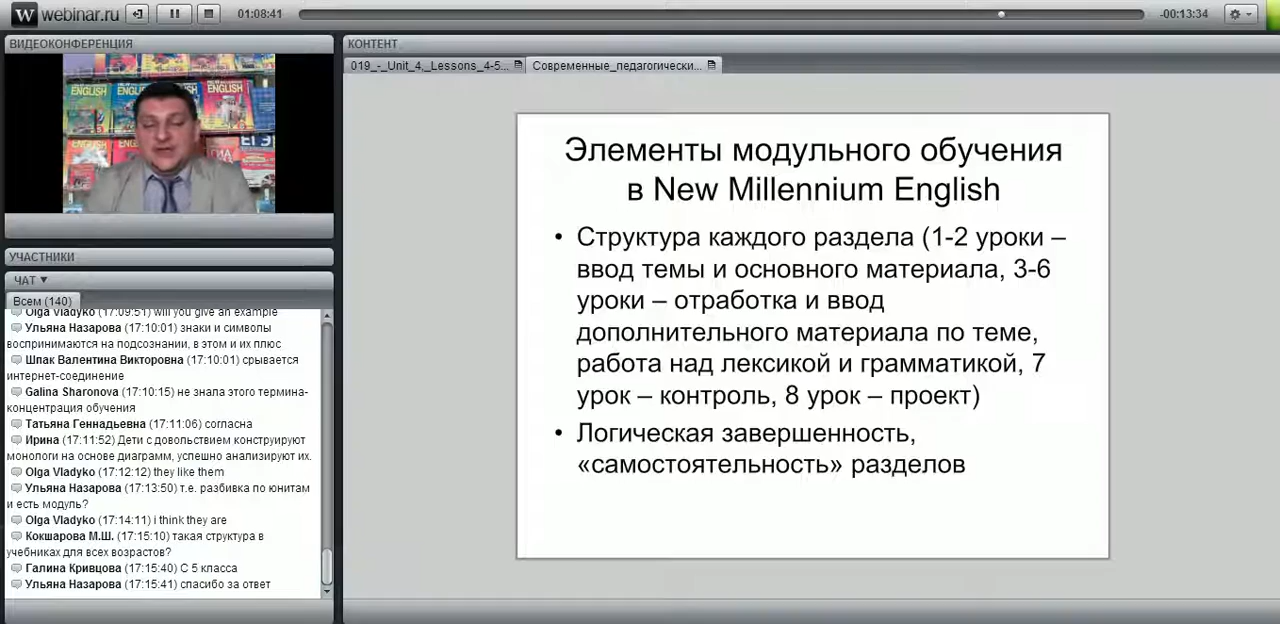 W webinar.ru
01:08:41
-00:13:34
ВИДЕОКОНФЕРЕНЦИЯ
КОНТЕНТ
019_-_Unit_4,_Lessons_4-5...
Современные_педагогически...
ENGLISH
ENGLISH
ENGLISH
ENGLISH
ГИА
ЕГЭ
УЧАСТНИКИ
ЧАТ
Всем (140)
Olga Vladyko (17:09:51) will you give an example
Ульяна Назарова (17:10:01) знаки и символы
воспринимаются на подсознании, в этом и их плюс
Шпак Валентина Викторовна (17:10:01) срывается
интернет-соединение
Galina Sharonova (17:10:15) не знала этого термина-
концентрация обучения
Татьяна Геннадьевна (17:11:06) согласна
Ирина (17:11:52) Дети с довольствием конструируют
монологи на основе диаграмм, успешно анализируют их.
Olga Vladyko (17:12:12) they like them
Ульяна Назарова (17:13:50) т.е. разбивка по юнитам
и есть модуль?
Olga Vladyko (17:14:11) i think they are
Кокшарова М.Ш. (17:15:10) такая структура в
учебниках для всех возрастов?
Галина Кривцова (17:15:40) С 5 класса
Ульяна Назарова (17:15:41) спасибо за ответ
Элементы модульного обучения
в New Millennium English
• Структура каждого раздела (1-2 уроки –
ввод темы и основного материала, 3-6
уроки – отработка и ввод
дополнительного материала по теме,
работа над лексикой и грамматикой, 7
урок – контроль, 8 урок – проект)
• Логическая завершенность,
«самостоятельность» разделов